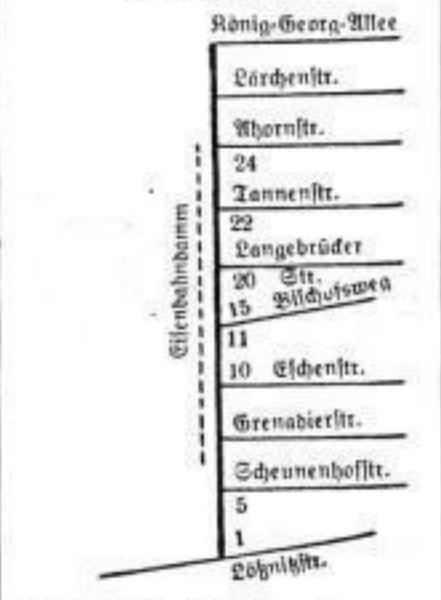 König-Georg-Allee
Lärchenstr.
Ahornstr.
24
Tannenstr.
22
Langebrücker
20 Str.
15 Bischofsweg
11
10 Eschenstr.
Grenadierstr.
Scheunenhofstr.
5
1
Lößnitzstr.
Eisenbahndamm